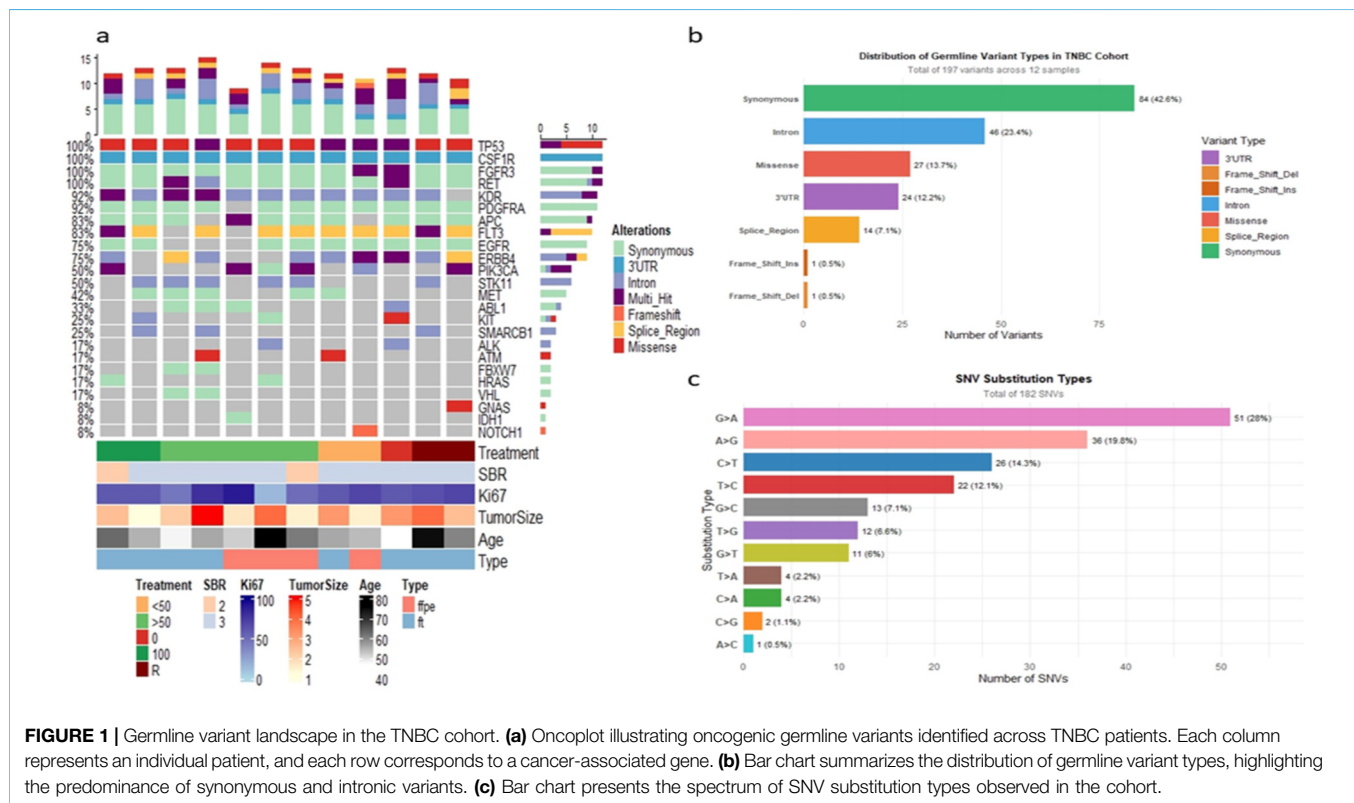 a
15
10
5
0
0 5 10
100% TP53
100% CSF1R
100% FGFR3
100% RET
92% KDR
92% PDGFRA
83% APC
83% FLT3
75% EGFR
75% ERBB4
50% PIK3CA
50% STK11
42% MET
33% ABL1
25% KIT
25% SMARCB1
17% ALK
17% ATM
17% FBXW7
17% HRAS
17% VHL
8% GNAS
8% IDH1
8% NOTCH1
Alterations
Synonymous
3'UTR
Intron
Multi_Hit
Frameshift
Splice_Region
Missense
Treatment
SBR
Ki67
TumorSize
Age
Type
Treatment
<50
>50
0
100
R
SBR
2
3
Ki67
100
50
0
TumorSize
5
4
3
2
1
Age
80
70
60
50
40
Type
ffpe
ft
b
Distribution of Germline Variant Types in TNBC Cohort
Total of 197 variants across 12 samples
Synonymous 84 (42.6%)
Intron 46 (23.4%)
Missense 27 (13.7%)
3'UTR 24 (12.2%)
Splice_Region 14 (7.1%)
Frame_Shift_Ins 1 (0.5%)
Frame_Shift_Del 1 (0.5%)
0 25 50 75
Number of Variants
Variant Type
3'UTR
Frame_Shift_Del
Frame_Shift_Ins
Intron
Missense
Splice_Region
Synonymous
c
SNV Substitution Types
Total of 182 SNVs
Substitution Type
G>A 51 (28%)
A>G 36 (19.8%)
C>T 26 (14.3%)
T>C 22 (12.1%)
G>C 13 (7.1%)
T>G 12 (6.6%)
G>T 11 (6%)
T>A 4 (2.2%)
C>A 4 (2.2%)
C>G 2 (1.1%)
A>C 1 (0.5%)
0 10 20 30 40 50
Number of SNVs
FIGURE 1 | Germline variant landscape in the TNBC cohort. (a) Oncoplot illustrating oncogenic germline variants identified across TNBC patients. Each column
represents an individual patient, and each row corresponds to a cancer-associated gene. (b) Bar chart summarizes the distribution of germline variant types, highlighting
the predominance of synonymous and intronic variants. (c) Bar chart presents the spectrum of SNV substitution types observed in the cohort.